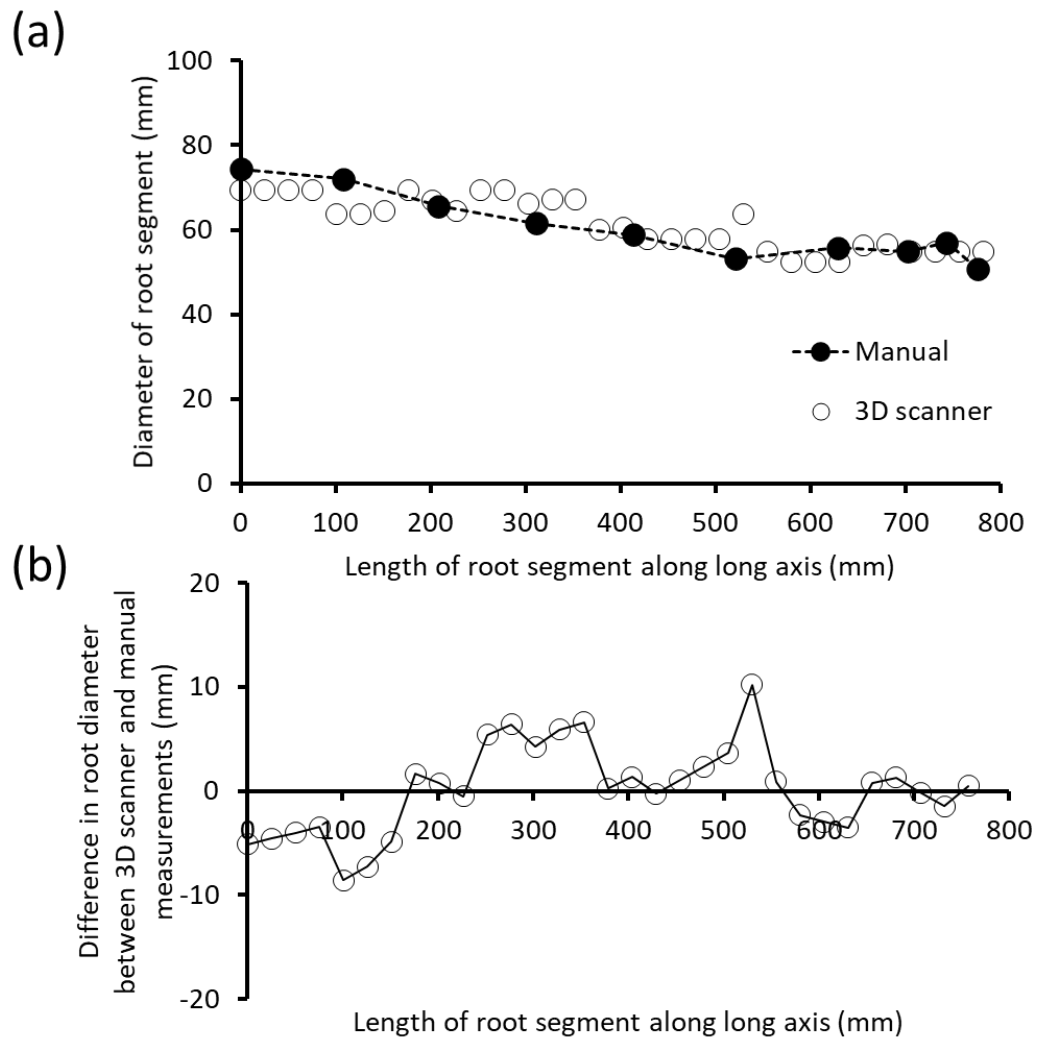 (a)
Diameter of root segment (mm)
100
80
60
40
20
0
Manual
3D scanner
0 100 200 300 400 500 600 700 800
Length of root segment along long axis (mm)
(b)
Difference in root diameter
between 3D scanner and manual
measurements (mm)
20
10
0
-10
-20
0 100 200 300 400 500 600 700 800
Length of root segment along long axis (mm)